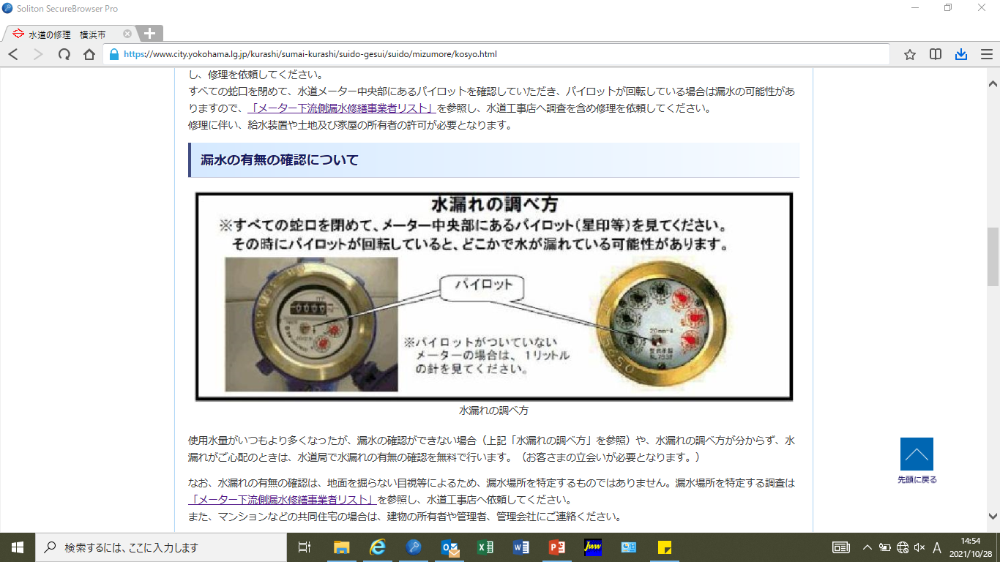 Soliton SecureBrowser Pro
水道の修理 横浜市
https://www.city.yokohama.lg.jp/kurashi/sumai-kurashi/suido-gesui/suido/mizumore/kosyo.html
し、修理を依頼してください。
すべての蛇口を閉めて、水道メーター中央部にあるパイロットを確認していただき、パイロットが回転している場合は漏水の可能性があ
りますので、「メーター下流側漏水修繕事業者リスト」を参照し、水道工事店へ調査を含め修理を依頼してください。
修理に伴い、給水装置や土地及び家屋の所有者の許可が必要となります。
漏水の有無の確認について
水漏れの調べ方
※すべての蛇口を閉めて、メーター中央部にあるパイロット(星印等)を見てください。
その時にパイロットが回転していると、どこかで水が漏れている可能性があります。
パイロット
※パイロットがついていない
メーターの場合は、1リットル
の針を見てください。
20mm
水漏れの調べ方
使用水量がいつもより多くなったが、漏水の確認ができない場合(上記「水漏れの調べ方」を参照)や、水漏れの調べ方が分からず、水
漏れがご心配のときは、水道局で水漏れの有無の確認を無料で行います。(お客さまの立会いが必要となります。)
なお、水漏れの有無の確認は、地面を掘らない目視等によるため、漏水場所を特定するものではありません。漏水場所を特定する調査は
「メーター下流側漏水修繕事業者リスト」を参照し、水道工事店へ依頼してください。
また、マンションなどの共同住宅の場合は、建物の所有者や管理者、管理会社にご連絡ください。
先頭に戻る
検索するには、ここに入力します
Jww
A
14:54
2021/10/28